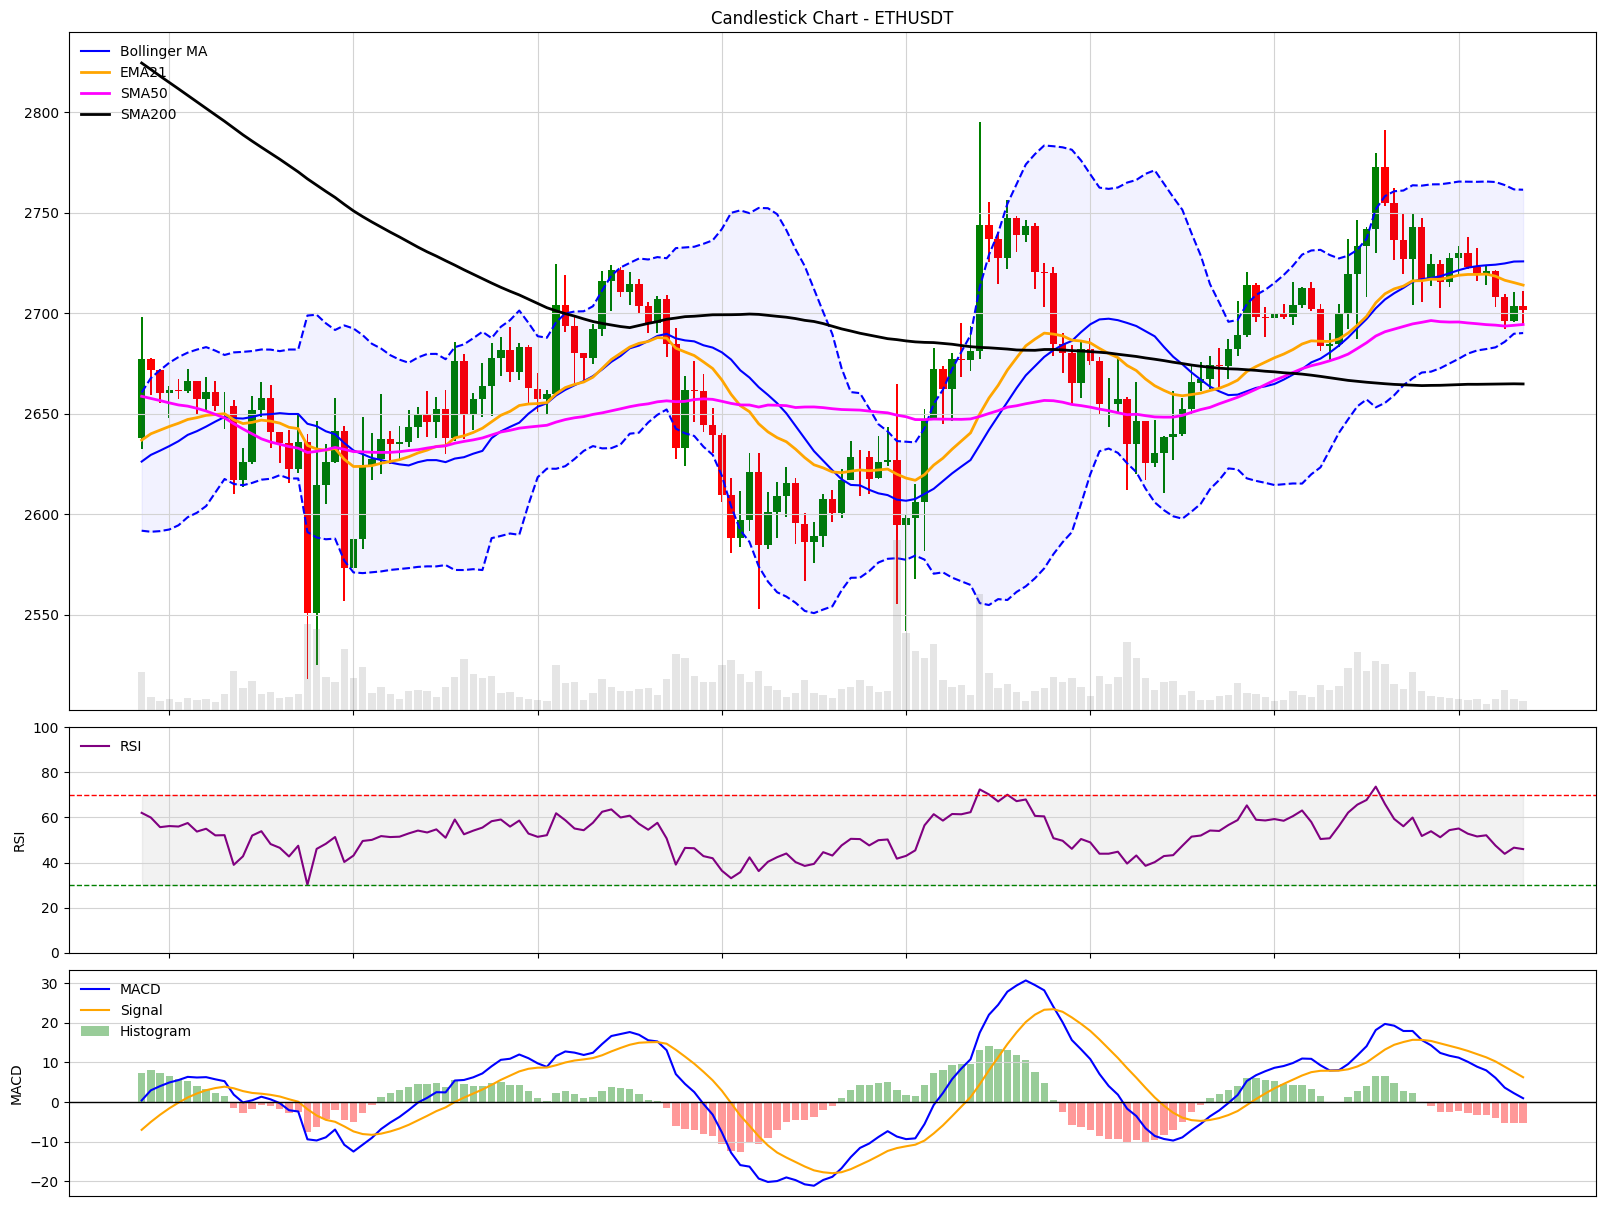 Candlestick Chart - ETHUSDT
Bollinger MA
EMA21
SMA50
SMA200
2800
2750
2700
2650
2600
2550
RSI
100
80
60
40
20
0
RSI
MACD
Signal
Histogram
30
20
10
0
−10
−20
MACD